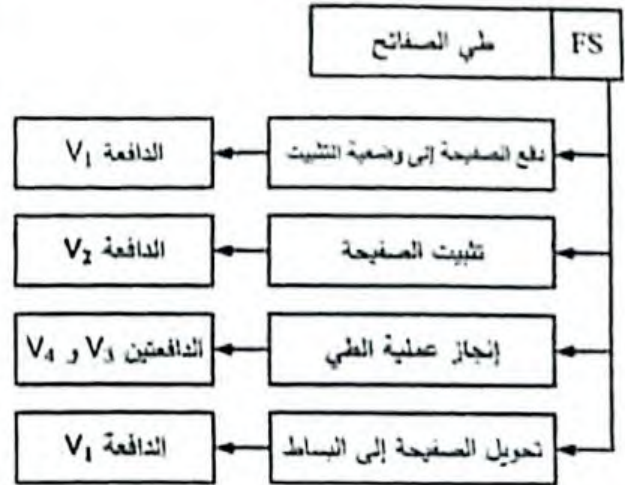 FS طي الصفائح
دفع الصفيحة إلى وضعية التثبيت
الدافعة V1
تثبيت الصفيحة
الدافعة V2
إنجاز عملية الطي
الدافعتين V3 و V4
تحويل الصفيحة إلى البساط
الدافعة V1